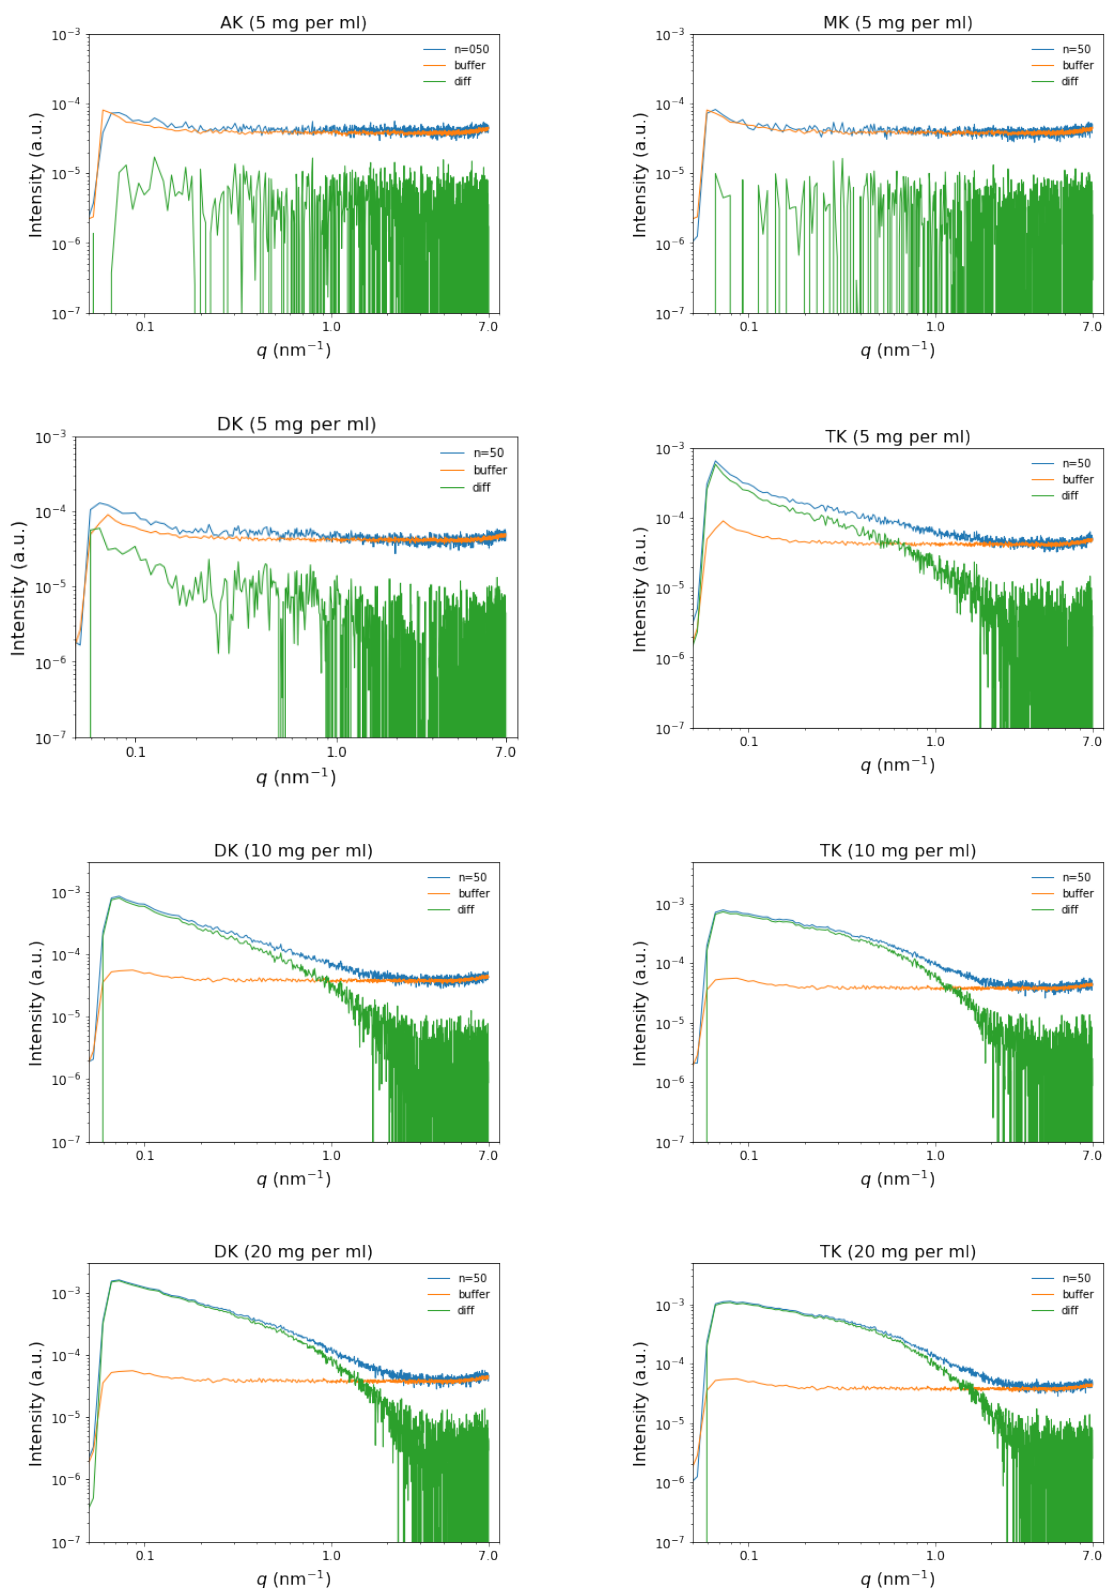 AK (5 mg per ml)
Intensity (a.u.)
10⁻³
10⁻⁴
10⁻⁵
10⁻⁶
10⁻⁷
n=050
buffer
diff
0.1 1.0 7.0
q (nm⁻¹)
MK (5 mg per ml)
Intensity (a.u.)
10⁻³
10⁻⁴
10⁻⁵
10⁻⁶
10⁻⁷
n=50
buffer
diff
0.1 1.0 7.0
q (nm⁻¹)
DK (5 mg per ml)
Intensity (a.u.)
10⁻³
10⁻⁴
10⁻⁵
10⁻⁶
10⁻⁷
n=50
buffer
diff
0.1 1.0 7.0
q (nm⁻¹)
TK (5 mg per ml)
Intensity (a.u.)
10⁻³
10⁻⁴
10⁻⁵
10⁻⁶
10⁻⁷
n=50
buffer
diff
0.1 1.0 7.0
q (nm⁻¹)
DK (10 mg per ml)
Intensity (a.u.)
10⁻³
10⁻⁴
10⁻⁵
10⁻⁶
10⁻⁷
n=50
buffer
diff
0.1 1.0 7.0
q (nm⁻¹)
TK (10 mg per ml)
Intensity (a.u.)
10⁻³
10⁻⁴
10⁻⁵
10⁻⁶
10⁻⁷
n=50
buffer
diff
0.1 1.0 7.0
q (nm⁻¹)
DK (20 mg per ml)
Intensity (a.u.)
10⁻³
10⁻⁴
10⁻⁵
10⁻⁶
10⁻⁷
n=50
buffer
diff
0.1 1.0 7.0
q (nm⁻¹)
TK (20 mg per ml)
Intensity (a.u.)
10⁻³
10⁻⁴
10⁻⁵
10⁻⁶
10⁻⁷
n=50
buffer
diff
0.1 1.0 7.0
q (nm⁻¹)